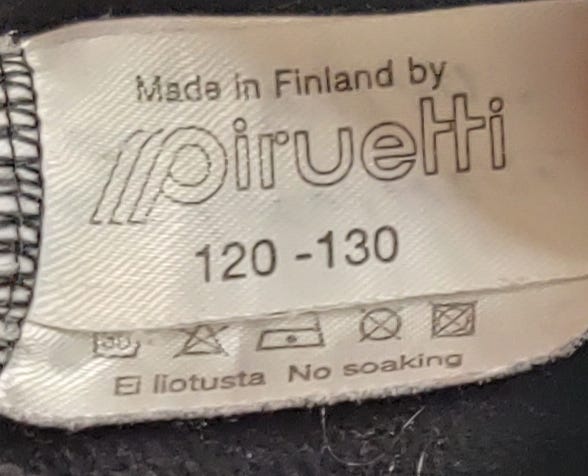 Made in Finland by
piruetti
120 -130
Ei liotusta No soaking